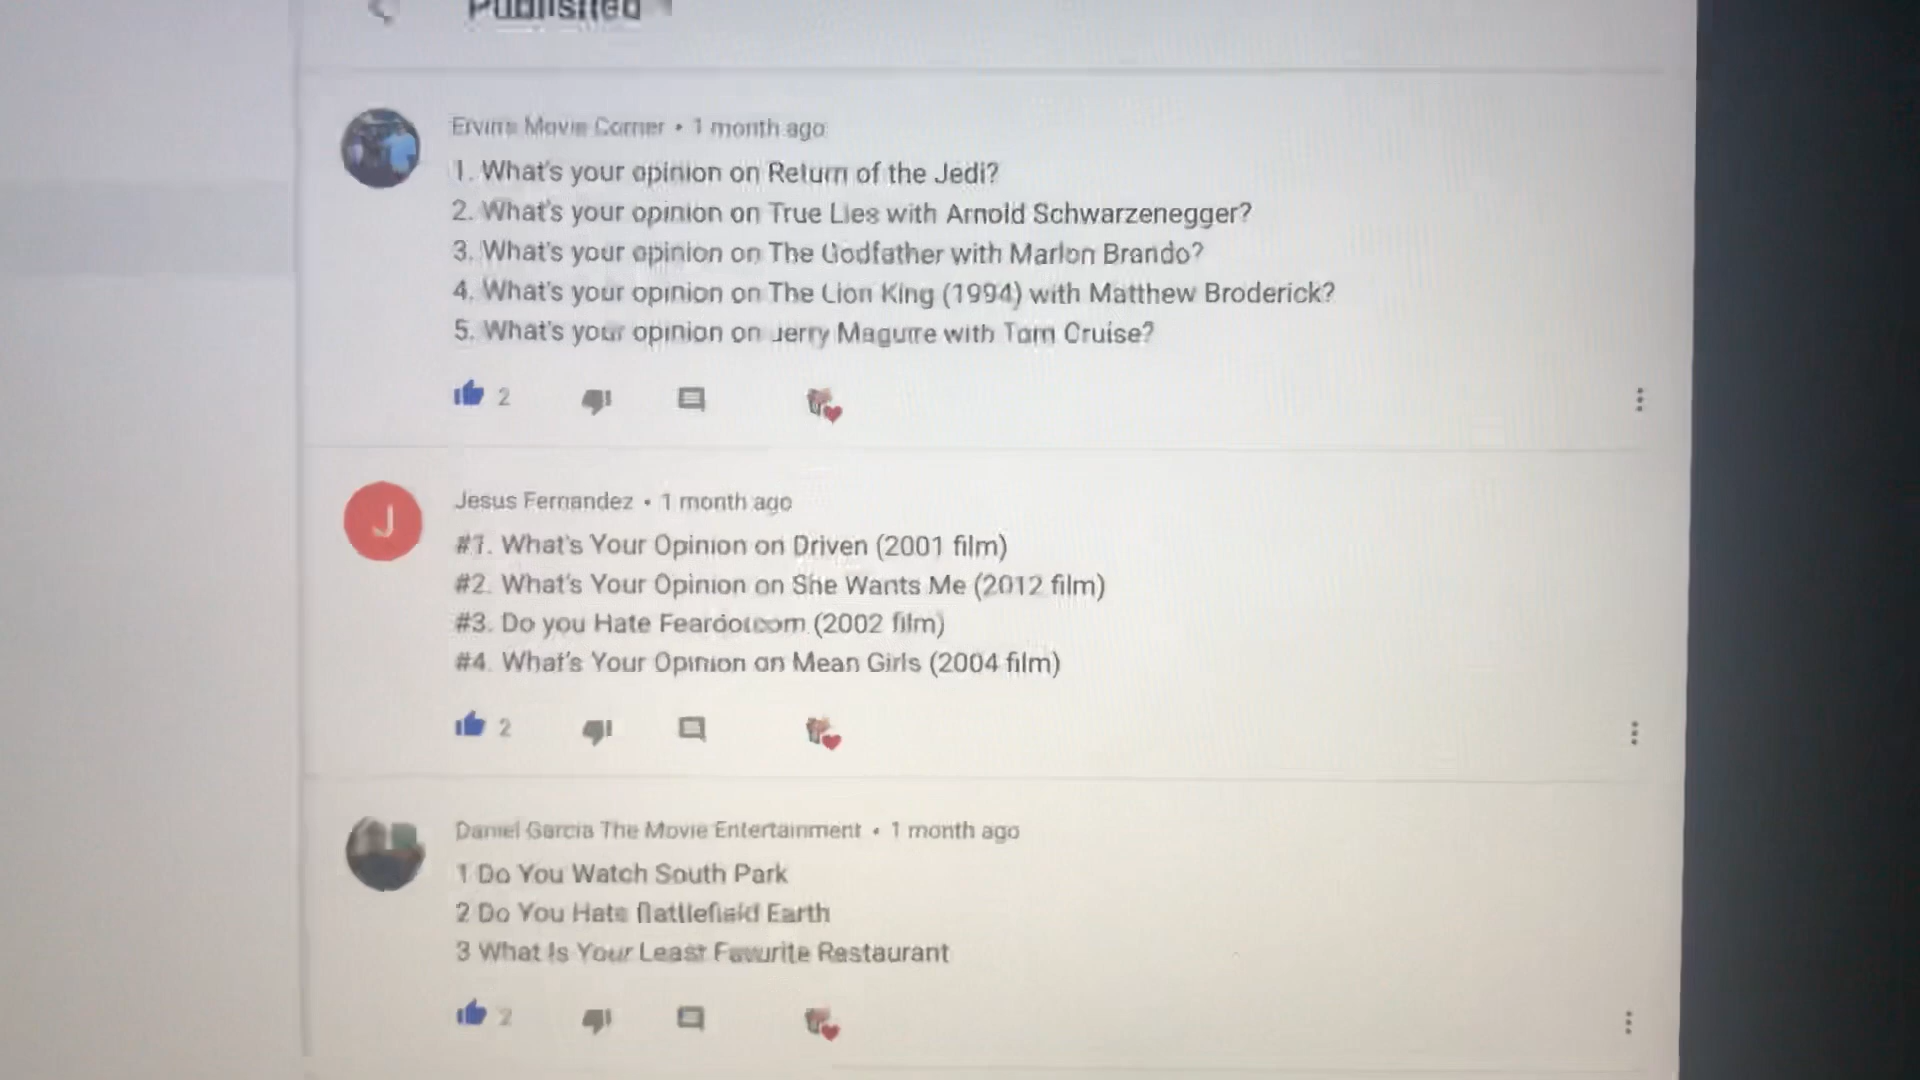 Published
Ervins Movie Corner • 1 month ago
1. What's your opinion on Return of the Jedi?
2. What's your opinion on True Lies with Arnold Schwarzenegger?
3. What's your opinion on The Godfather with Marlon Brando?
4. What's your opinion on The Lion King (1994) with Matthew Broderick?
5. What's your opinion on Jerry Maguire with Tom Cruise?
2
J
Jesus Fernandez • 1 month ago
#1. What's Your Opinion on Driven (2001 film)
#2. What's Your Opinion on She Wants Me (2012 film)
#3. Do you Hate Feardotcom (2002 film)
#4. What's Your Opinion on Mean Girls (2004 film)
2
Daniel Garcia The Movie Entertainment • 1 month ago
1 Do You Watch South Park
2 Do You Hate Battlefield Earth
3 What Is Your Least Favurite Restaurant
2